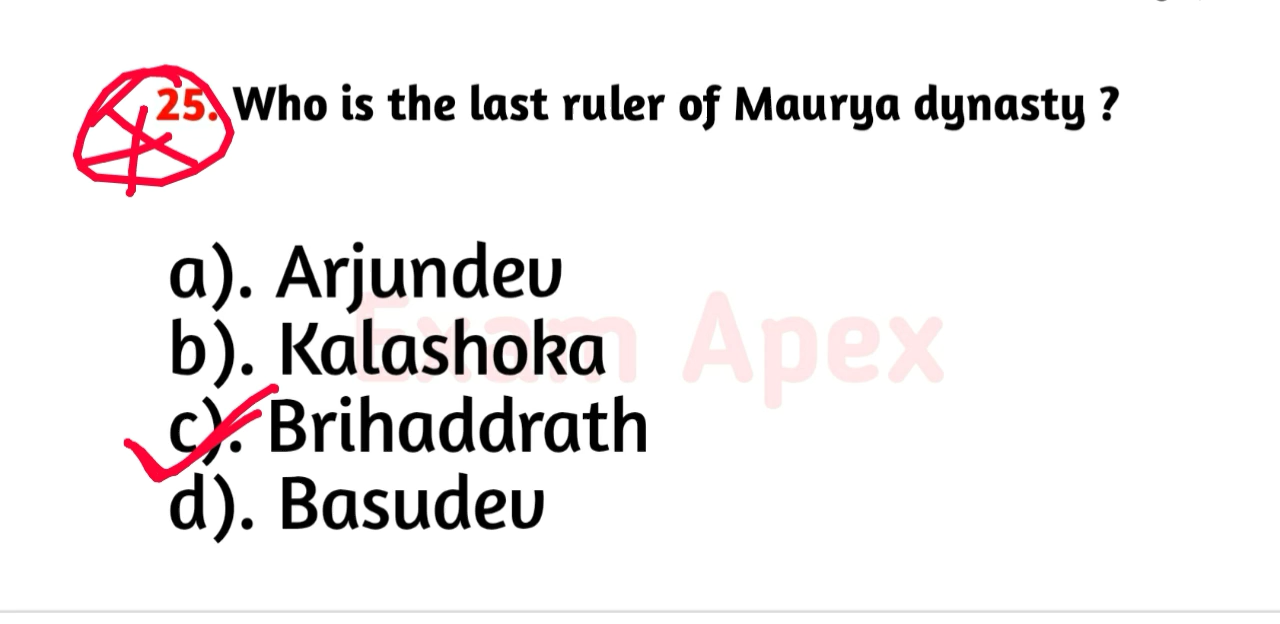 25. Who is the last ruler of Maurya dynasty ?
a). Arjundev
b). Kalashoka
Exam Apex
c). Brihaddrath
d). Basudev